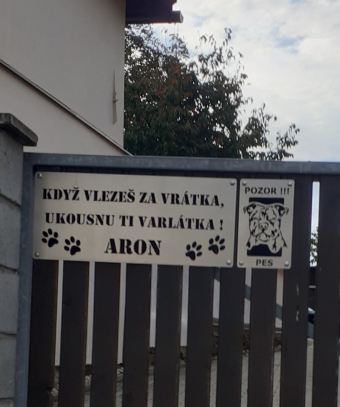 KDYŽ VLEZEŠ ZA VRÁTKA,
UKOUSNU TI VARLÁTKA !
ARON
POZOR !!!
PES